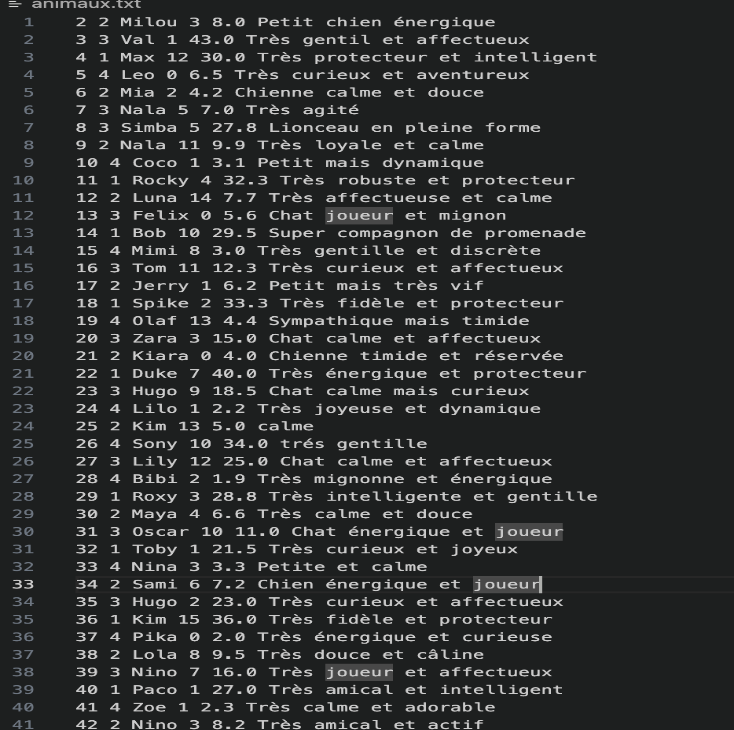 animaux.txt
1 2 2 Milou 3 8.0 Petit chien énergique
2 3 3 Val 1 43.0 Très gentil et affectueux
3 4 1 Max 12 30.0 Très protecteur et intelligent
4 5 4 Leo 0 6.5 Très curieux et aventureux
5 6 2 Mia 2 4.2 Chienne calme et douce
6 7 3 Nala 5 7.0 Très agité
7 8 3 Simba 5 27.8 Lionceau en pleine forme
8 9 2 Nala 11 9.9 Très loyale et calme
9 10 4 Coco 1 3.1 Petit mais dynamique
10 11 1 Rocky 4 32.3 Très robuste et protecteur
11 12 2 Luna 14 7.7 Très affectueuse et calme
12 13 3 Felix 0 5.6 Chat joueur et mignon
13 14 1 Bob 10 29.5 Super compagnon de promenade
14 15 4 Mimi 8 3.0 Très gentille et discrète
15 16 3 Tom 11 12.3 Très curieux et affectueux
16 17 2 Jerry 1 6.2 Petit mais très vif
17 18 1 Spike 2 33.3 Très fidèle et protecteur
18 19 4 Olaf 13 4.4 Sympathique mais timide
19 20 3 Zara 3 15.0 Chat calme et affectueux
20 21 2 Kiara 0 4.0 Chienne timide et réservée
21 22 1 Duke 7 40.0 Très énergique et protecteur
22 23 3 Hugo 9 18.5 Chat calme mais curieux
23 24 4 Lilo 1 2.2 Très joyeuse et dynamique
24 25 2 Kim 13 5.0 calme
25 26 4 Sony 10 34.0 trés gentille
26 27 3 Lily 12 25.0 Chat calme et affectueux
27 28 4 Bibi 2 1.9 Très mignonne et énergique
28 29 1 Roxy 3 28.8 Très intelligente et gentille
29 30 2 Maya 4 6.6 Très calme et douce
30 31 3 Oscar 10 11.0 Chat énergique et joueur
31 32 1 Toby 1 21.5 Très curieux et joyeux
32 33 4 Nina 3 3.3 Petite et calme
33 34 2 Sami 6 7.2 Chien énergique et joueur
34 35 3 Hugo 2 23.0 Très curieux et affectueux
35 36 1 Kim 15 36.0 Très fidèle et protecteur
36 37 4 Pika 0 2.0 Très énergique et curieuse
37 38 2 Lola 8 9.5 Très douce et câline
38 39 3 Nino 7 16.0 Très joueur et affectueux
39 40 1 Paco 1 27.0 Très amical et intelligent
40 41 4 Zoe 1 2.3 Très calme et adorable
41 42 2 Nino 3 8.2 Très amical et actif